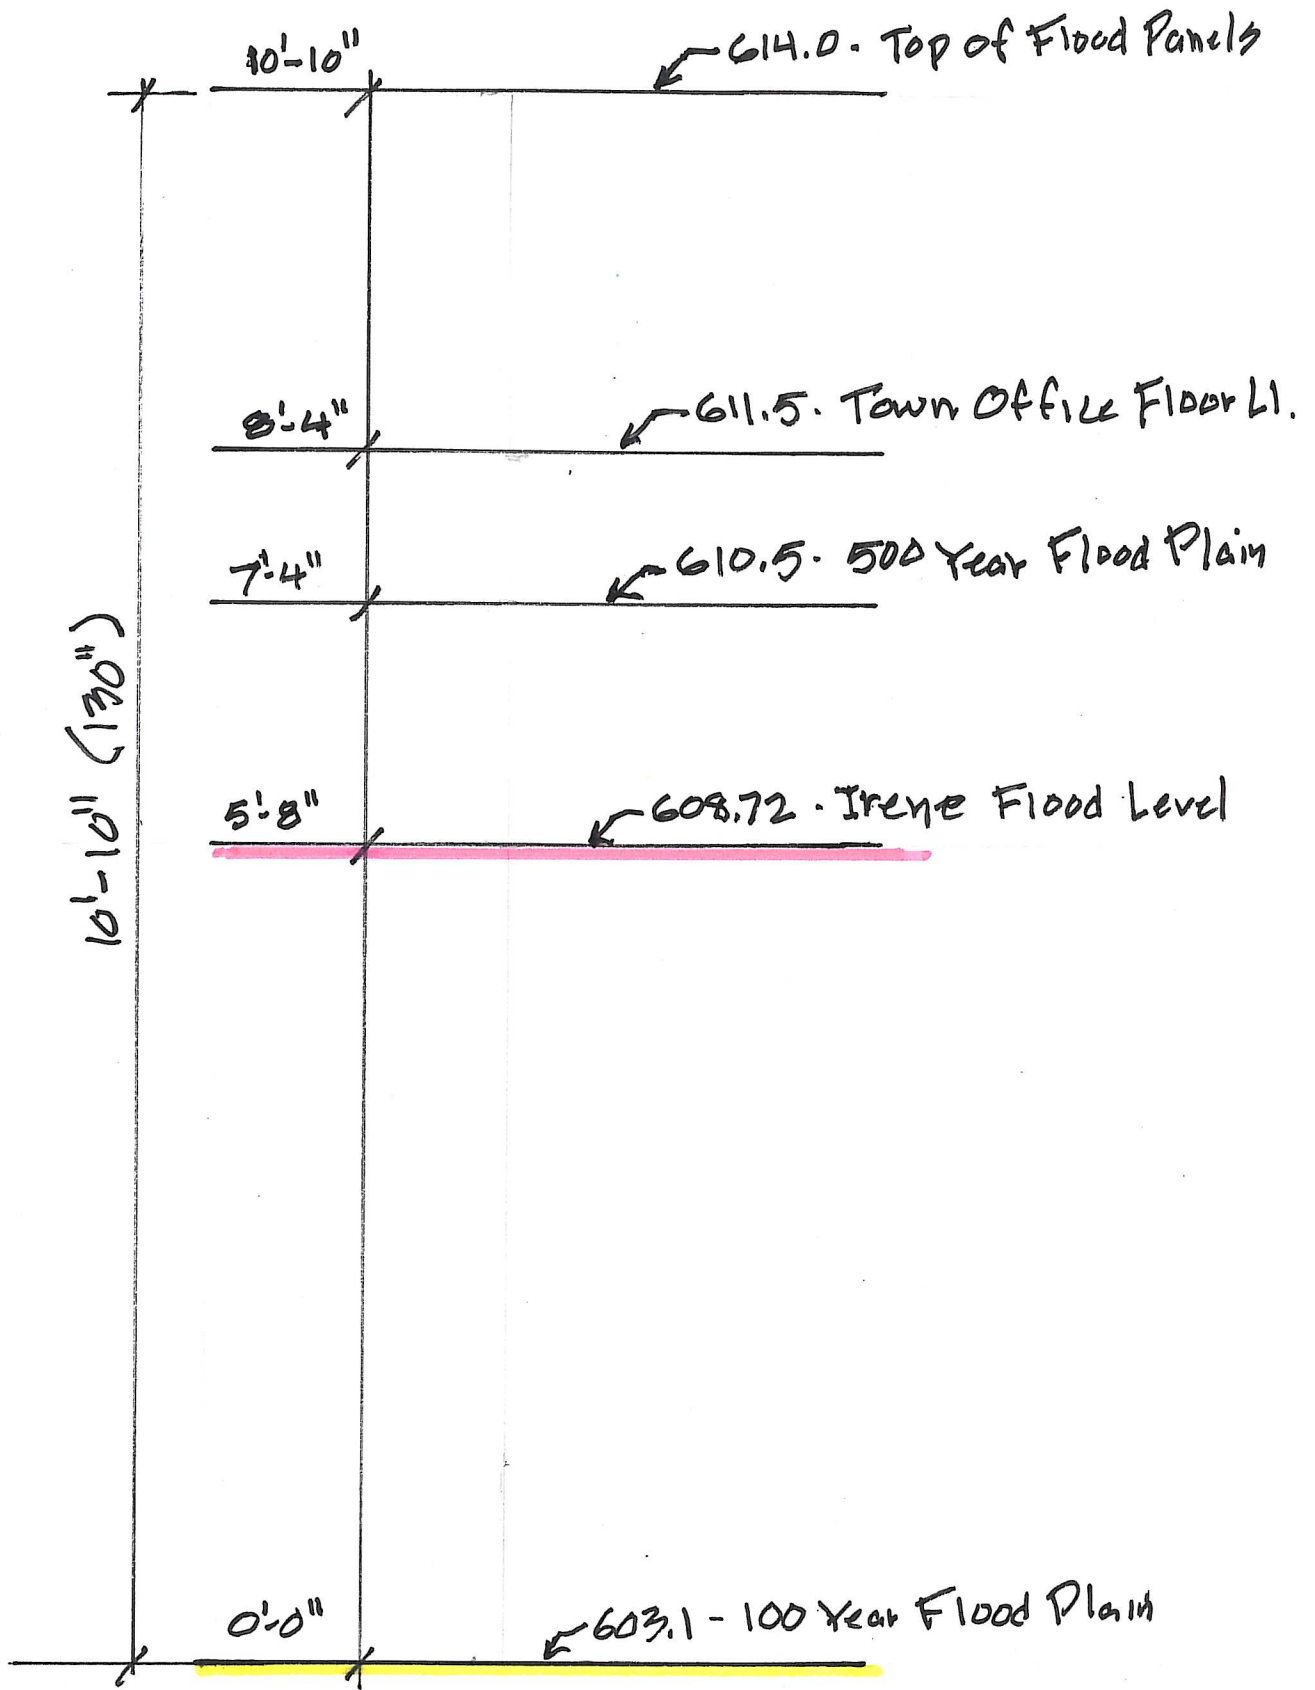 10'-10"
614.0 - Top of Flood Panels
8'-4"
611.5 - Town Office Floor Ll.
7'-4"
610.5 - 500 Year Flood Plain
10'-10" (130")
5'-8"
608.72 - Irene Flood Level
0'-0"
603.1 - 100 Year Flood Plain